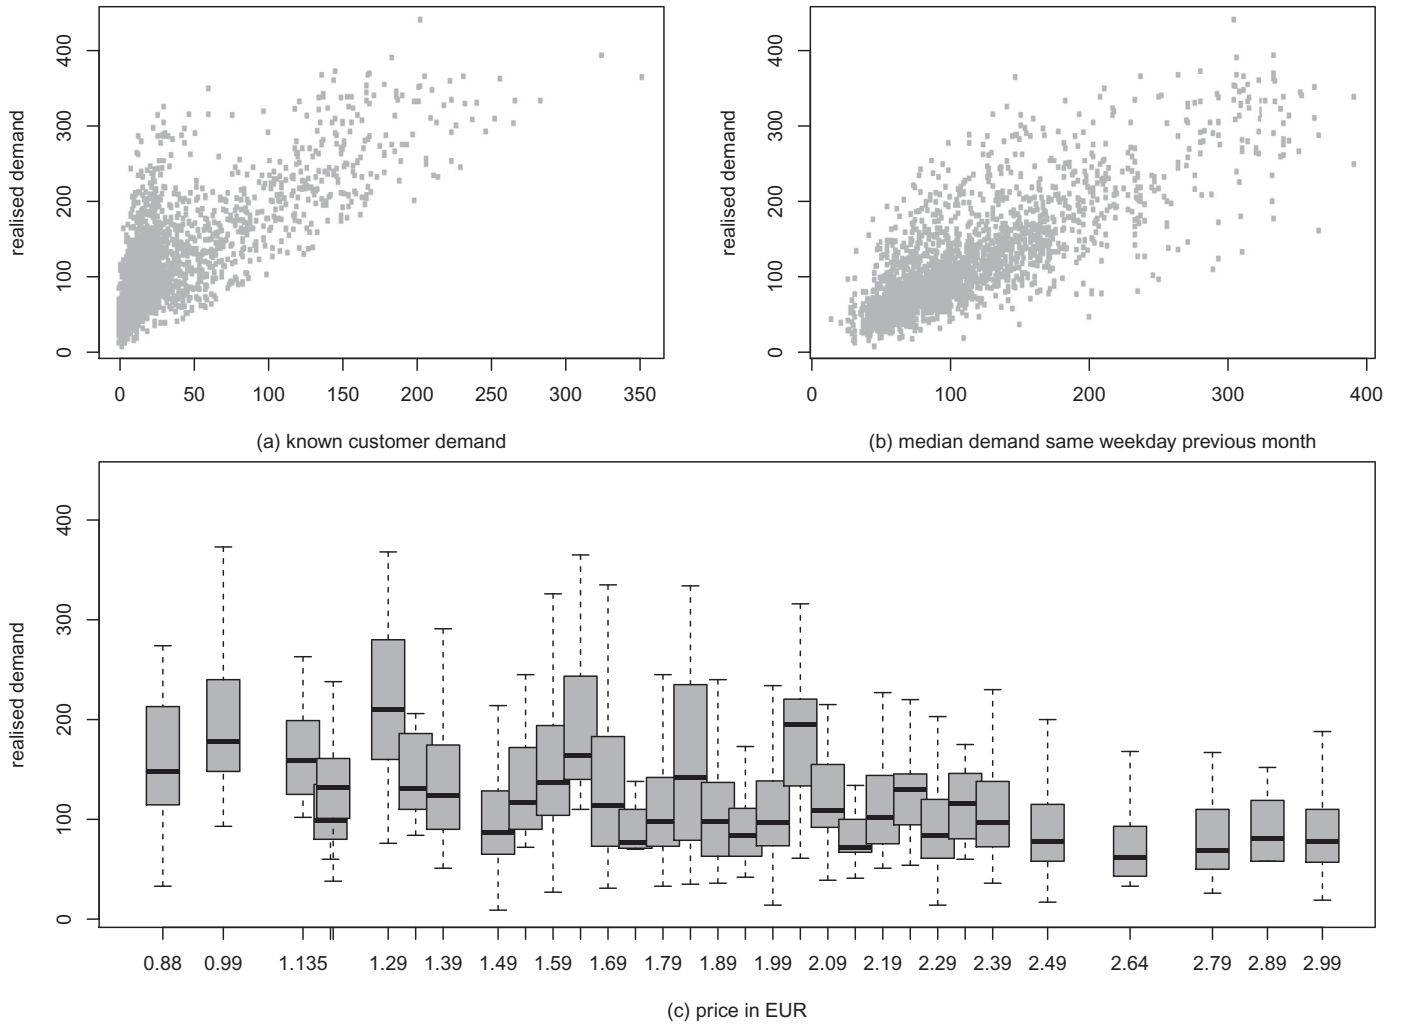 400
300
200
100
0
realised demand
0 50 100 150 200 250 300 350
(a) known customer demand
400
300
200
100
0
realised demand
0 100 200 300 400
(b) median demand same weekday previous month
400
300
200
100
0
realised demand
0.88 0.99 1.135 1.29 1.39 1.49 1.59 1.69 1.79 1.89 1.99 2.09 2.19 2.29 2.39 2.49 2.64 2.79 2.89 2.99
(c) price in EUR